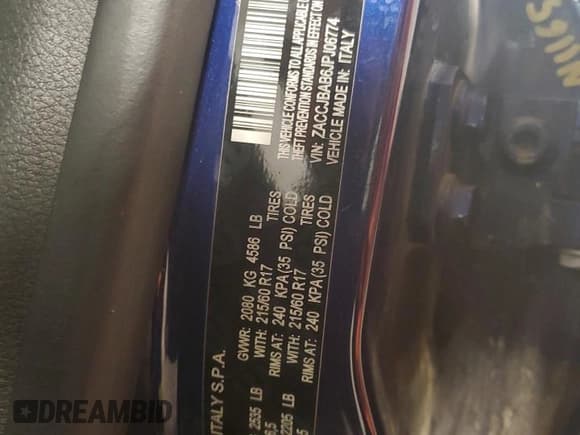 ITALY S.P.A.
GVWR: 2080 KG 4586 LB
2535 LB WITH: 215/60 R17 TIRES
RIMS AT: 240 KPA(35 PSI) COLD
2205 LB WITH: 215/60 R17 TIRES
RIMS AT: 240 KPA(35 PSI) COLD
THIS VEHICLE CONFORMS TO ALL APPLICABLE
THEFT PREVENTION STANDARDS IN EFFECT ON
VIN: ZACCJBAB6JPJ06774
VEHICLE MADE IN: ITALY
DREAMBID